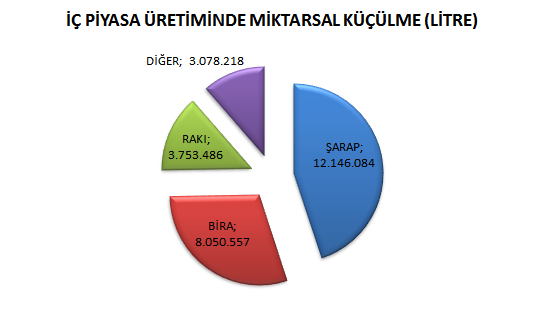 İÇ PİYASA ÜRETİMİNDE MİKTARSAL KÜÇÜLME (LİTRE)
DİĞER; 3.078.218
RAKI;
3.753.486
ŞARAP;
12.146.084
BİRA;
8.050.557